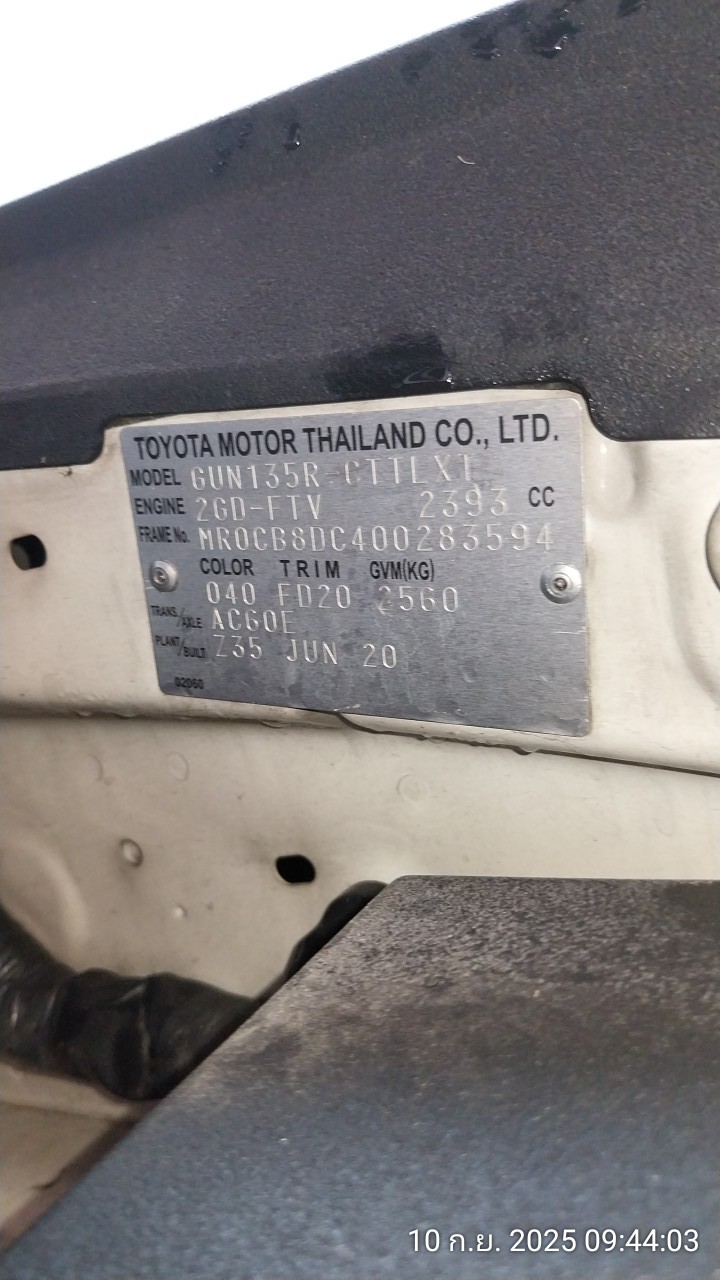 TOYOTA MOTOR THAILAND CO., LTD.
MODEL GUN135R-CTTLXT
ENGINE 2GD-FTV 2393 CC
FRAME No. MR0CB8DC400283594
COLOR TRIM GVM(KG)
040 FD20 2560
TRANS./AXLE AC60E
PLANT/BUILT Z35 JUN 20
02060
10 ก.ย. 2025 09:44:03